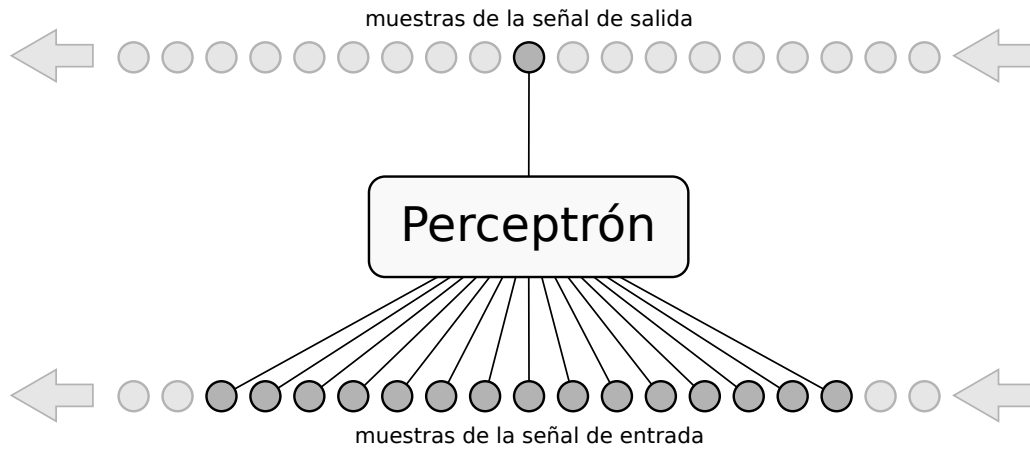 muestras de la señal de salida
Perceptrón
muestras de la señal de entrada